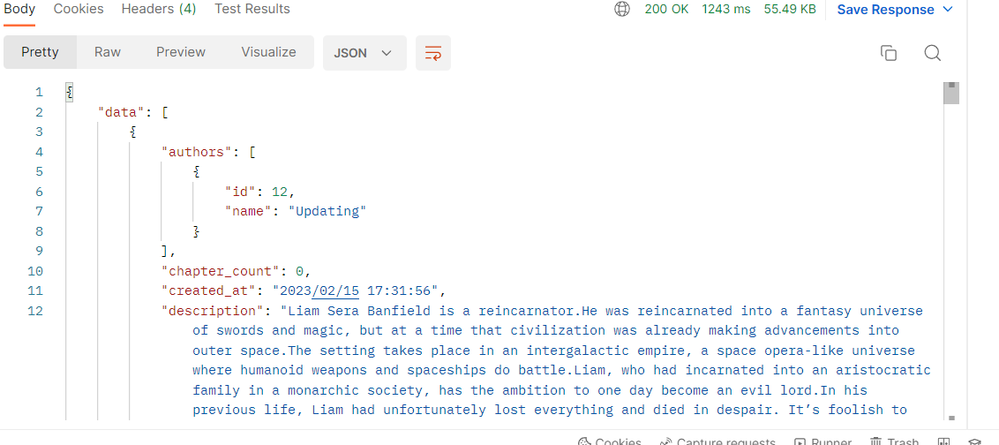 Body Cookies Headers (4) Test Results 200 OK 1243 ms 55.49 KB Save Response
Pretty Raw Preview Visualize JSON
1 {
2 "data": [
3 {
4 "authors": [
5 {
6 "id": 12,
7 "name": "Updating"
8 }
9 ],
10 "chapter_count": 0,
11 "created_at": "2023/02/15 17:31:56",
12 "description": "Liam Sera Banfield is a reincarnator.He was reincarnated into a fantasy universe
of swords and magic, but at a time that civilization was already making advancements into
outer space.The setting takes place in an intergalactic empire, a space opera-like universe
where humanoid weapons and spaceships do battle.Liam, who had incarnated into an aristocratic
family in a monarchic society, has the ambition to one day become an evil lord.In his
previous life, Liam had unfortunately lost everything and died in despair. It’s foolish to
Cookies Capture requests Runner Trash